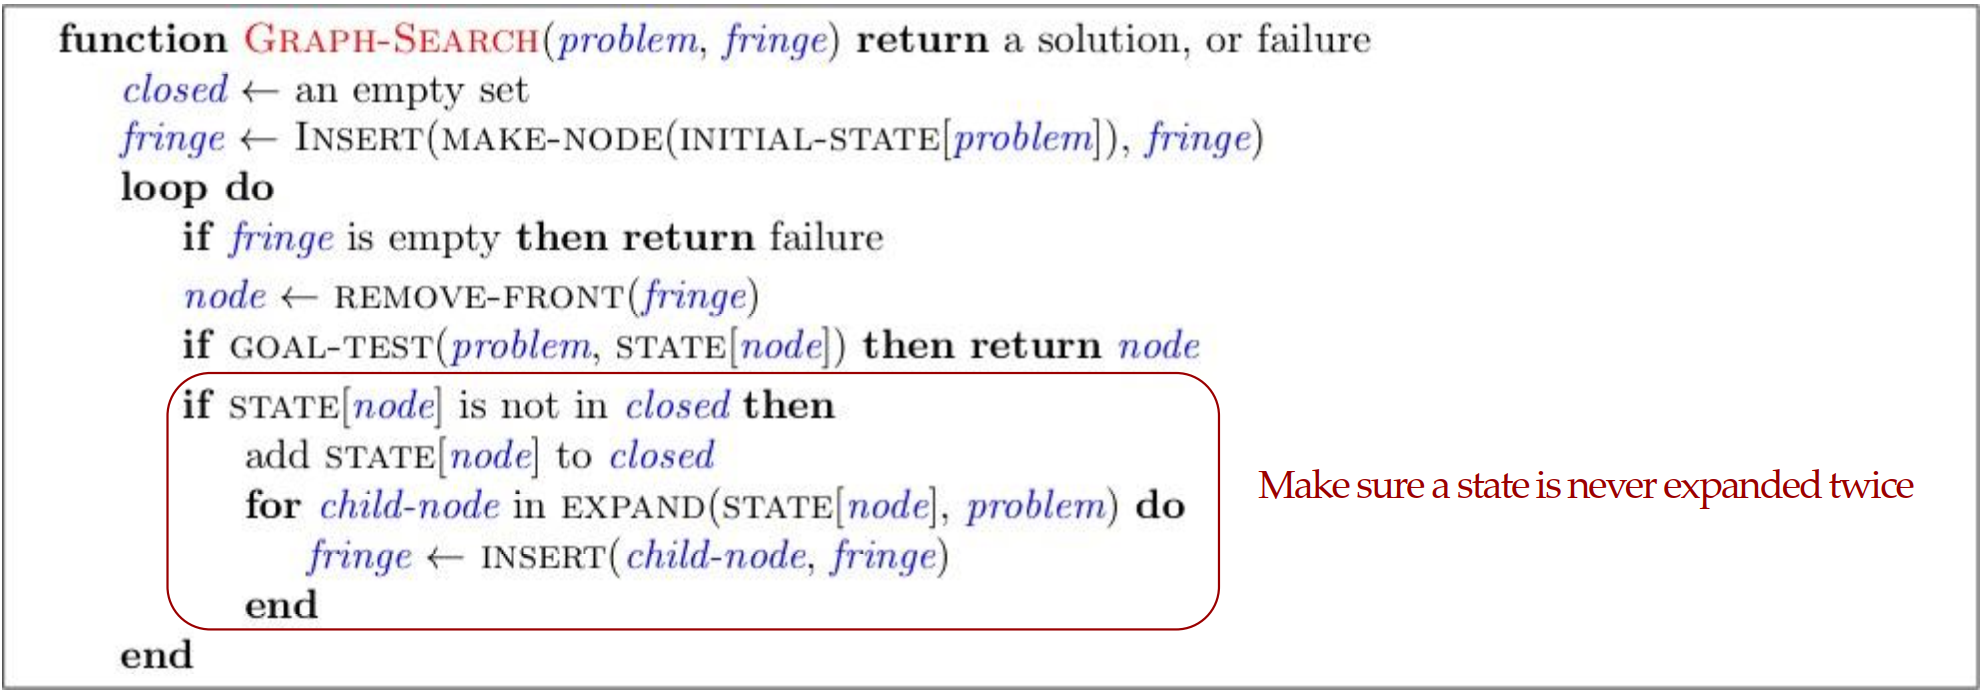 function GRAPH-SEARCH(problem, fringe) return a solution, or failure
closed ← an empty set
fringe ← INSERT(MAKE-NODE(INITIAL-STATE[problem]), fringe)
loop do
if fringe is empty then return failure
node ← REMOVE-FRONT(fringe)
if GOAL-TEST(problem, STATE[node]) then return node
if STATE[node] is not in closed then
add STATE[node] to closed
for child-node in EXPAND(STATE[node], problem) do
fringe ← INSERT(child-node, fringe)
end
end
Make sure a state is never expanded twice